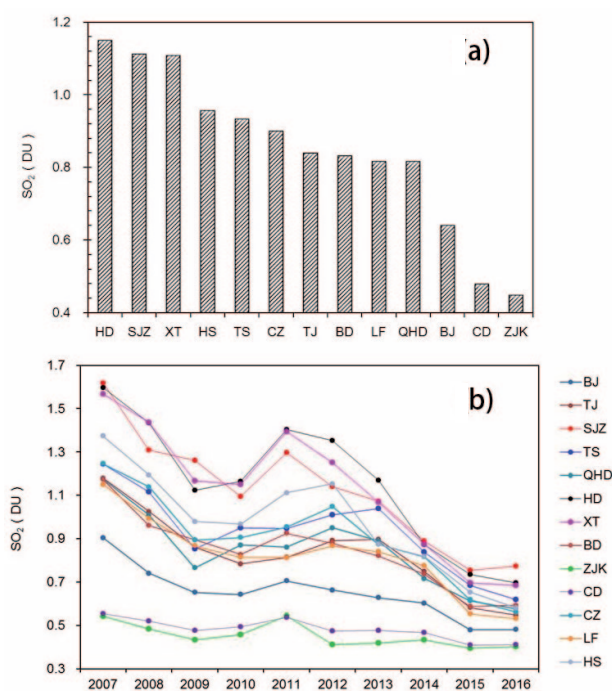 a)
SO₂ ( DU )
1.2
1.0
0.8
0.6
0.4
HD SJZ XT HS TS CZ TJ BD LF QHD BJ CD ZJK
b)
SO₂ ( DU )
1.7
1.5
1.3
1.1
0.9
0.7
0.5
0.3
2007 2008 2009 2010 2011 2012 2013 2014 2015 2016
BJ
TJ
SJZ
TS
QHD
HD
XT
BD
ZJK
CD
CZ
LF
HS